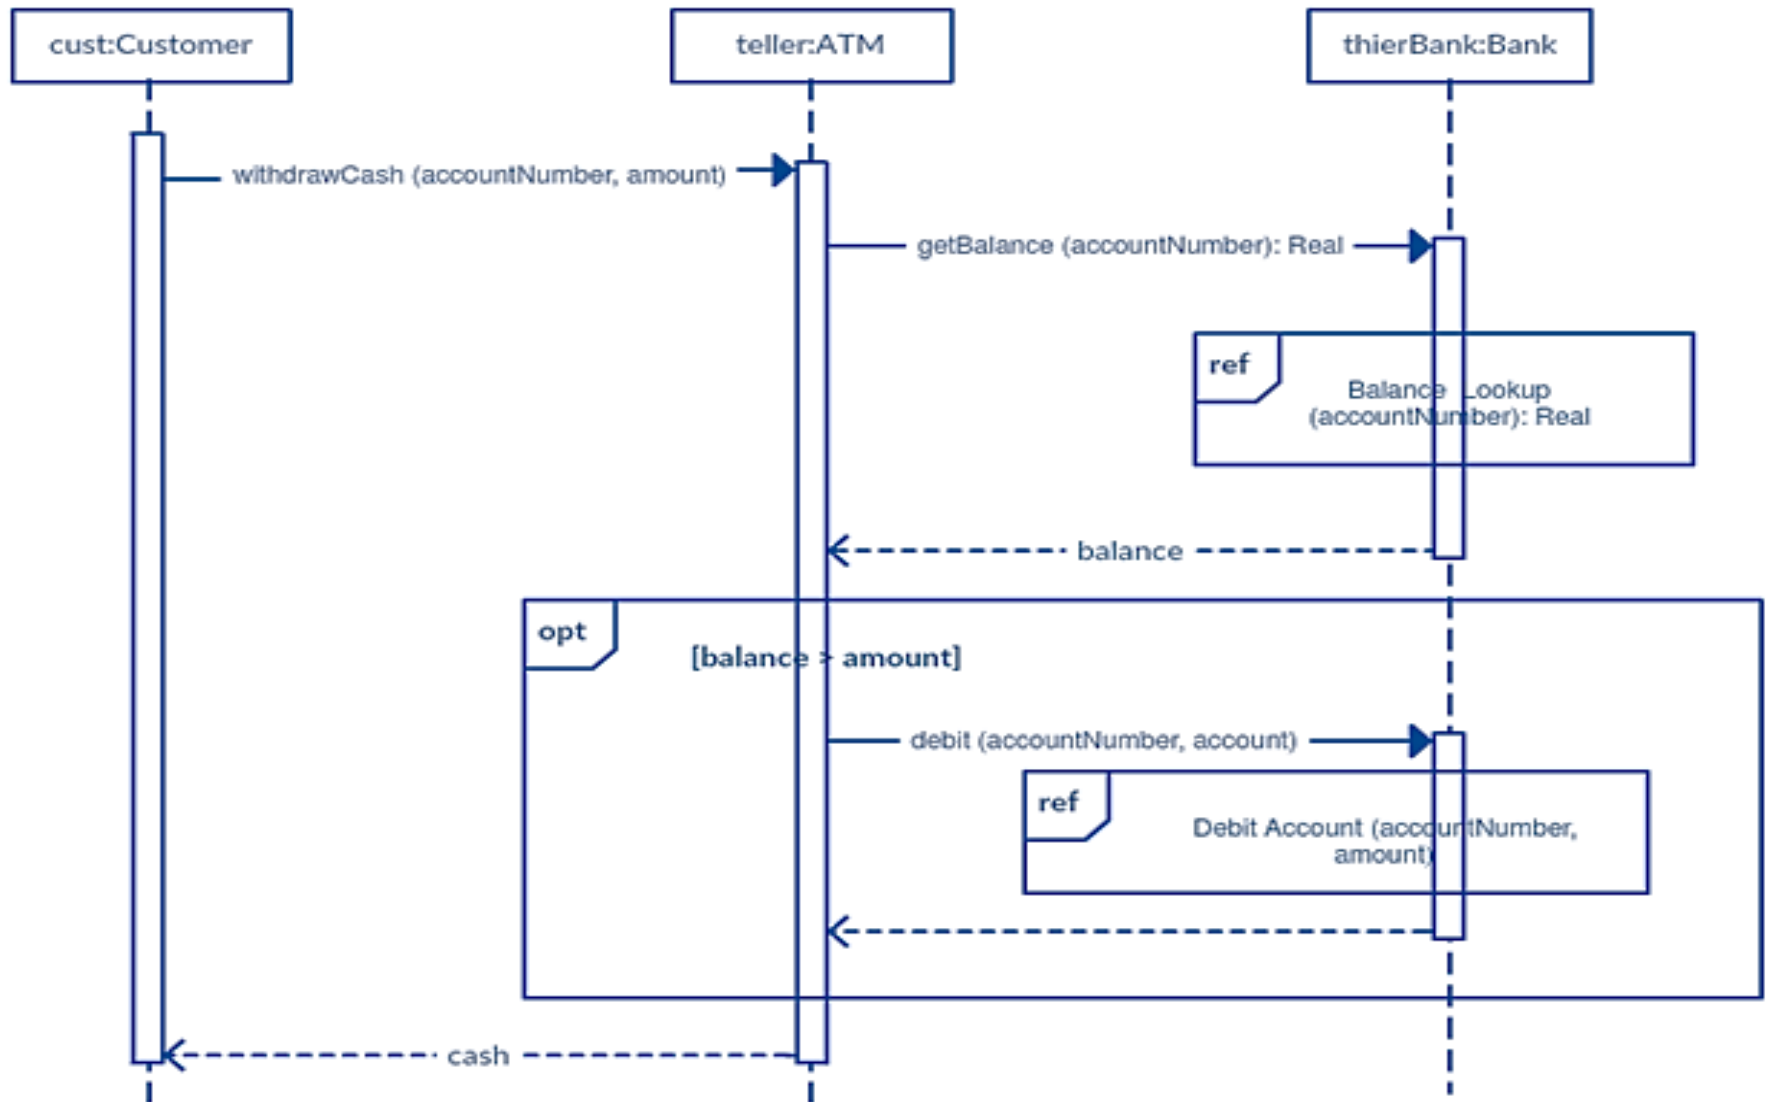 cust:Customer
teller:ATM
thierBank:Bank
withdrawCash (accountNumber, amount)
getBalance (accountNumber): Real
ref
Balance Lookup
(accountNumber): Real
balance
opt
[balance > amount]
debit (accountNumber, account)
ref
Debit Account (accountNumber,
amount)
cash